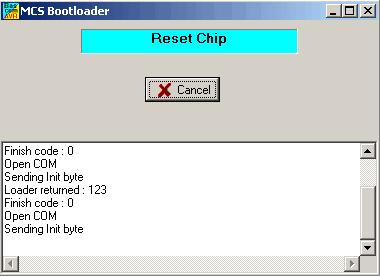 MCS Bootloader
Reset Chip
Cancel
Finish code : 0
Open COM
Sending Init byte
Loader returned : 123
Finish code : 0
Open COM
Sending Init byte